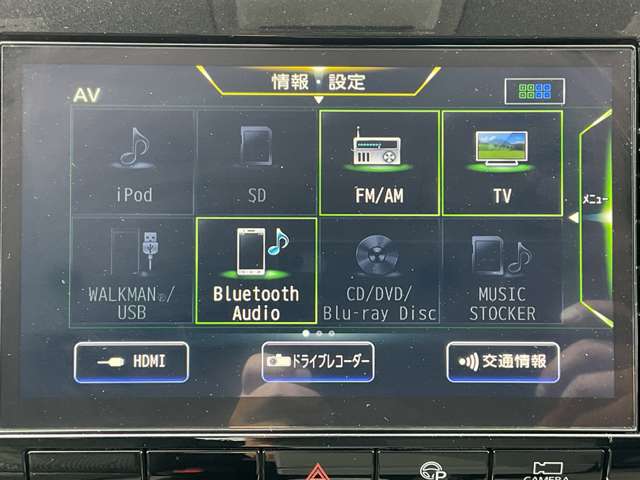 情報・設定
AV
iPod
SD
FM/AM
TV
メニュー
WALKMAN®/
USB
Bluetooth
Audio
CD/DVD/
Blu-ray Disc
MUSIC
STOCKER
HDMI
ドライブレコーダー
交通情報
P
CAMERA